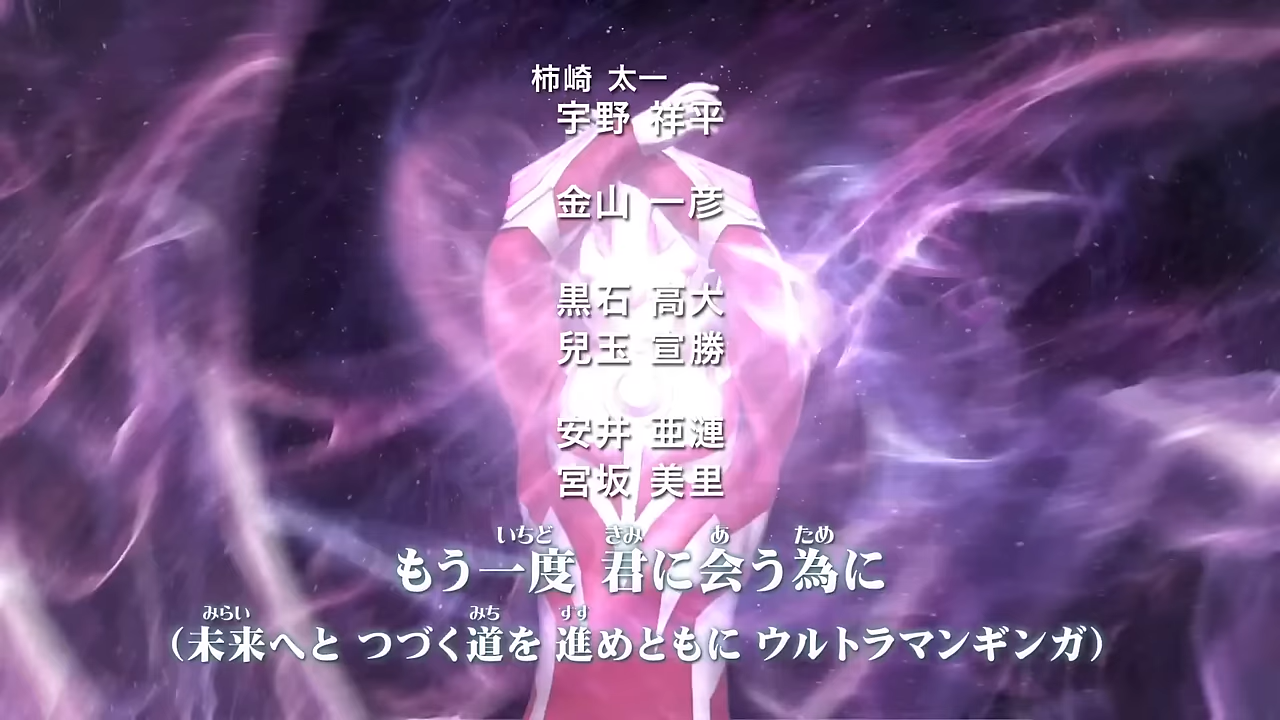 柿崎 太一
宇野 祥平
金山 一彦
黒石 高大
兒玉 宣勝
安井 亜漣
宮坂 美里
いちど きみ あ ため
もう一度 君に会う為に
みらい みち すす
（未来へと つづく道を 進めともに ウルトラマンギンガ）